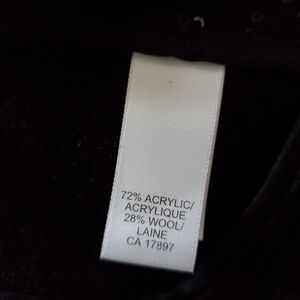 72% ACRYLIC/
ACRYLIQUE
28% WOOL/
LAINE
CA 17897